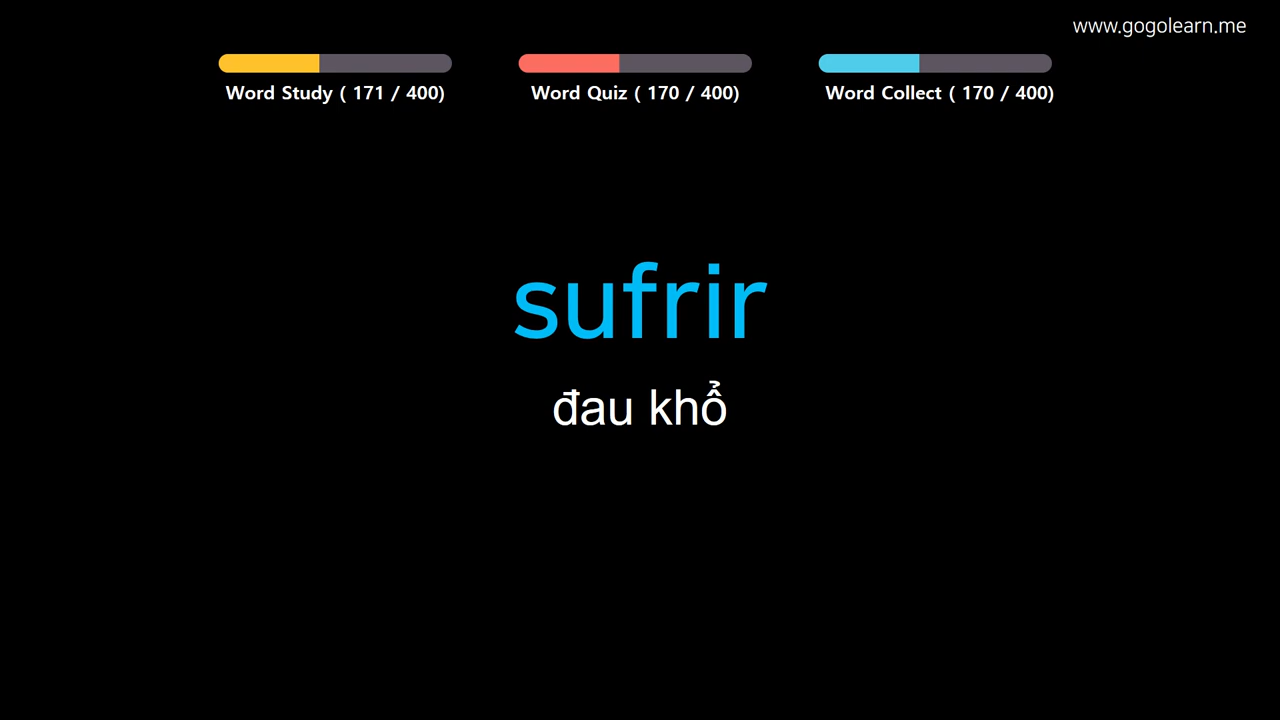 www.gogolearn.me
Word Study ( 171 / 400)
Word Quiz ( 170 / 400)
Word Collect ( 170 / 400)
sufrir
đau khổ